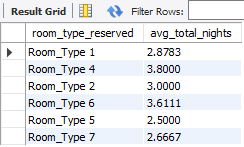 Result Grid Filter Rows:
room_type_reserved avg_total_nights
Room_Type 1 2.8783
Room_Type 4 3.8000
Room_Type 2 3.0000
Room_Type 6 3.6111
Room_Type 5 2.5000
Room_Type 7 2.6667